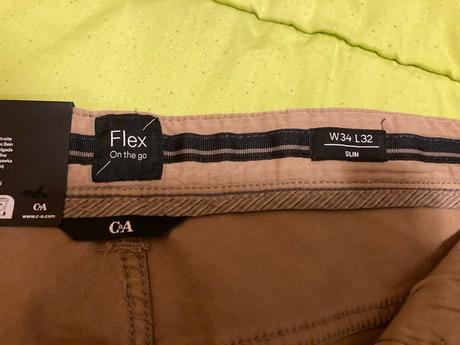 Flex
On the go
W34 L32
SLIM
C&A
C&A
www.c-a.com